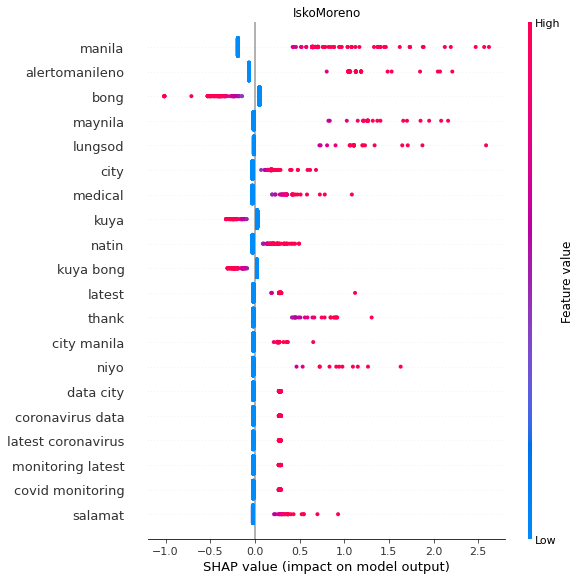 IskoMoreno
High
manila
alertomanileno
bong
maynila
lungsod
city
medical
kuya
natin
kuya bong
latest
thank
city manila
niyo
data city
coronavirus data
latest coronavirus
monitoring latest
covid monitoring
salamat
Feature value
Low
−1.0 −0.5 0.0 0.5 1.0 1.5 2.0 2.5
SHAP value (impact on model output)